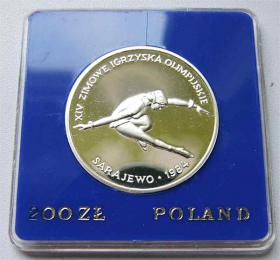 XIV ZIMOWE IGRZYSKA OLIMPIJSKIE
SARAJEWO • 1984
200 ZŁ POLAND